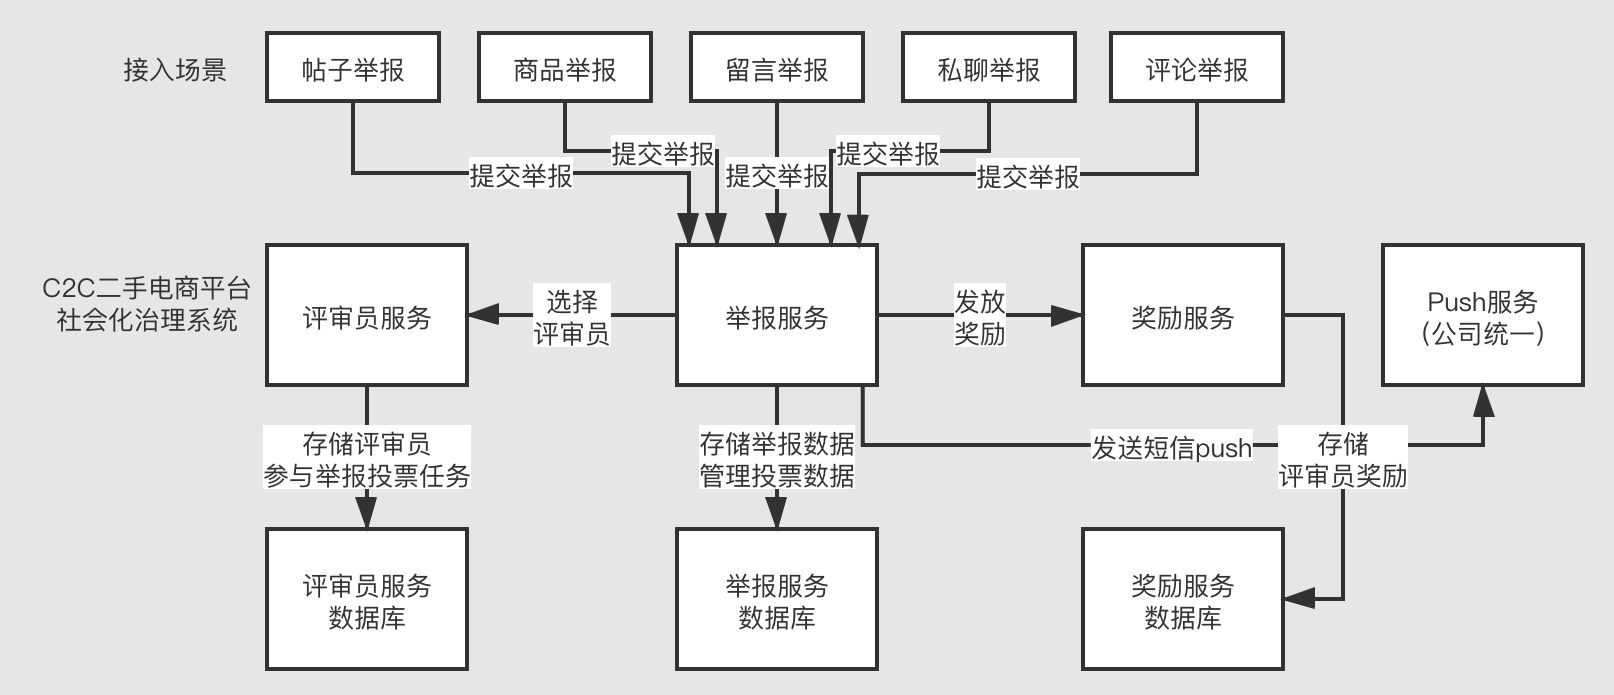 接入场景
帖子举报
商品举报
留言举报
私聊举报
评论举报
提交举报
提交举报
提交举报
提交举报
提交举报
C2C二手电商平台
社会化治理系统
评审员服务
选择
评审员
举报服务
发放
奖励
奖励服务
Push服务
(公司统一)
存储评审员
参与举报投票任务
存储举报数据
管理投票数据
发送短信push
存储
评审员奖励
评审员服务
数据库
举报服务
数据库
奖励服务
数据库